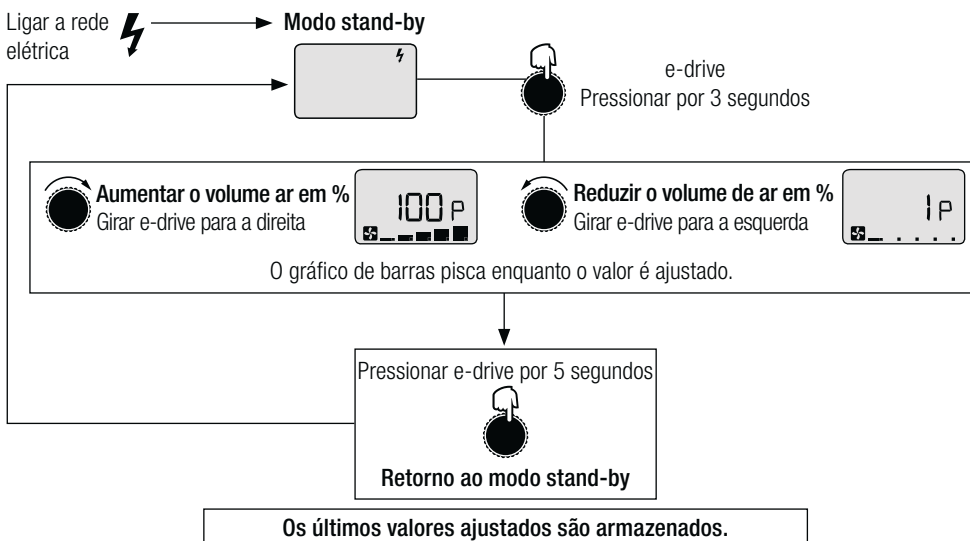 Ligar a rede
elétrica
Modo stand-by
e-drive
Pressionar por 3 segundos
Aumentar o volume ar em %
Girar e-drive para a direita
100 P
Reduzir o volume de ar em %
Girar e-drive para a esquerda
1 P
O gráfico de barras pisca enquanto o valor é ajustado.
Pressionar e-drive por 5 segundos
Retorno ao modo stand-by
Os últimos valores ajustados são armazenados.